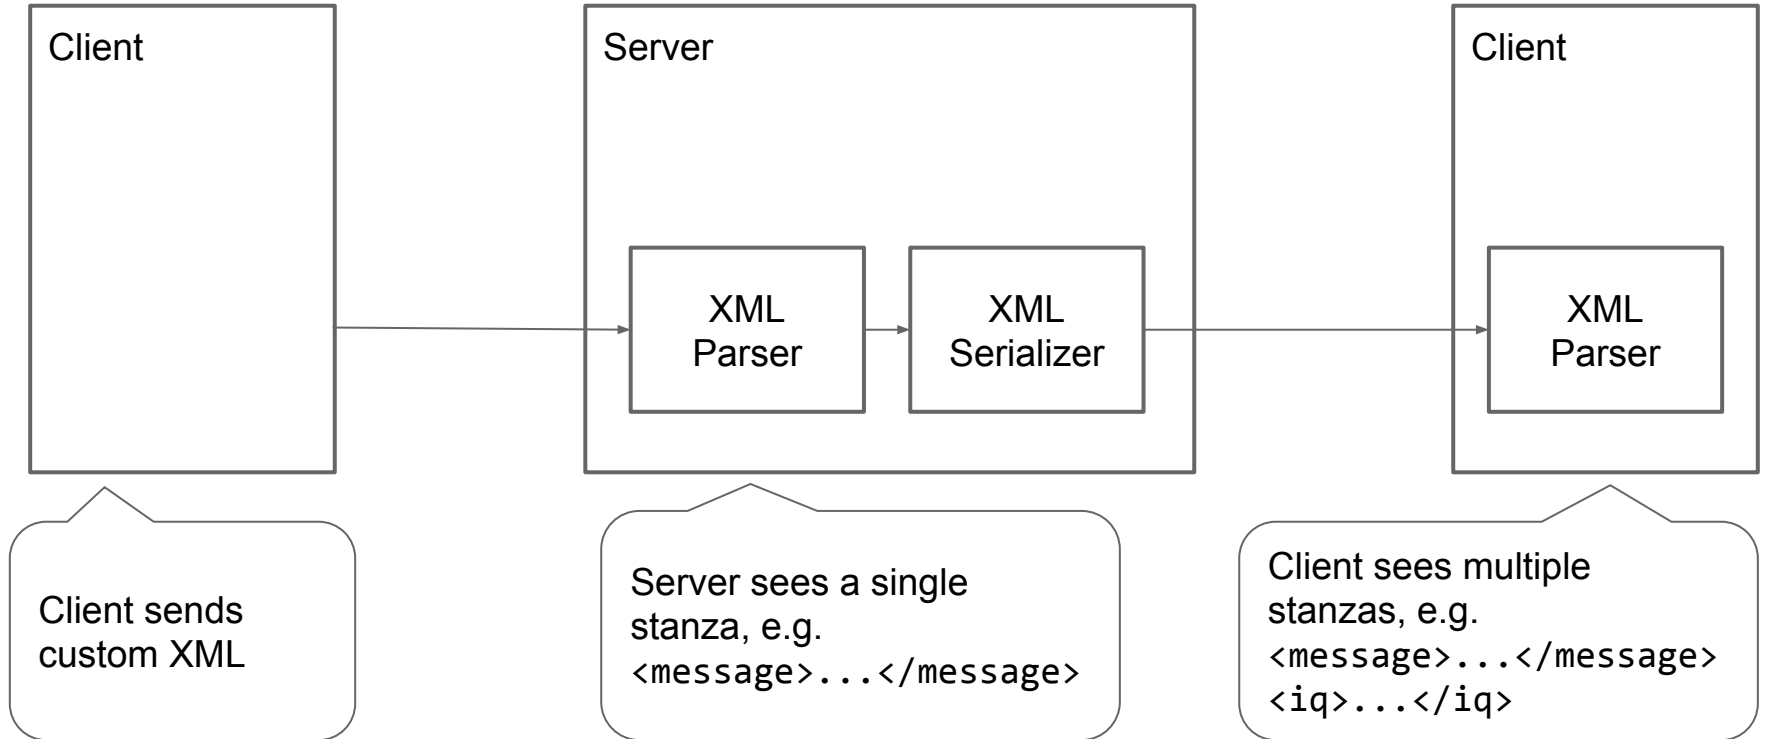 Client
Server
Client
XML
Parser
XML
Serializer
XML
Parser
Client sends
custom XML
Server sees a single
stanza, e.g.
<message>...</message>
Client sees multiple
stanzas, e.g.
<message>...</message>
<iq>...</iq>